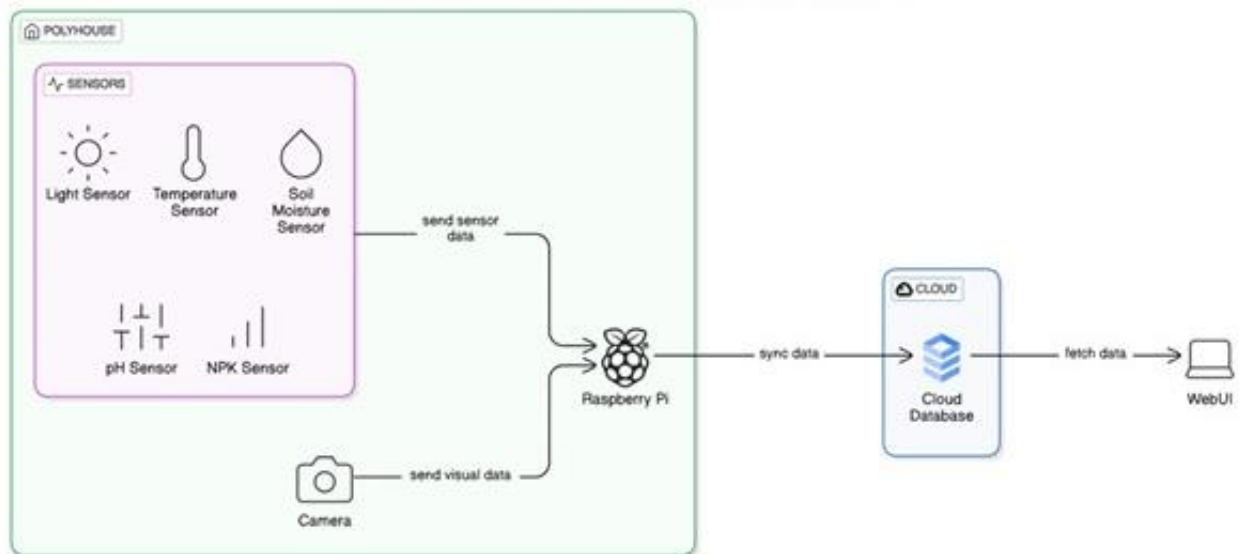 POLYHOUSE
SENSORS
Light Sensor
Temperature
Sensor
Soil
Moisture
Sensor
send sensor
data
pH Sensor
NPK Sensor
CLOUD
Raspberry Pi
sync data
Cloud
Database
fetch data
WebUI
send visual data
Camera